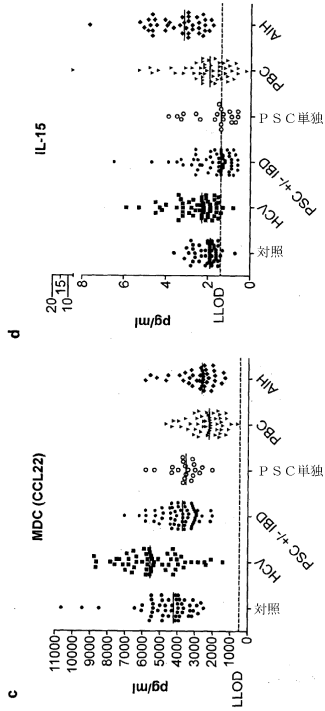 c
MDC (CCL22)
pg/ml
11000
10000
9000
8000
7000
6000
5000
4000
3000
2000
1000
LLOD
対照
HCV
PSC +/- IBD
PSC単独
PBC
AIH
d
IL-15
pg/ml
20
15
10
8
6
4
2
0
LLOD
対照
HCV
PSC +/- IBD
PSC単独
PBC
AIH